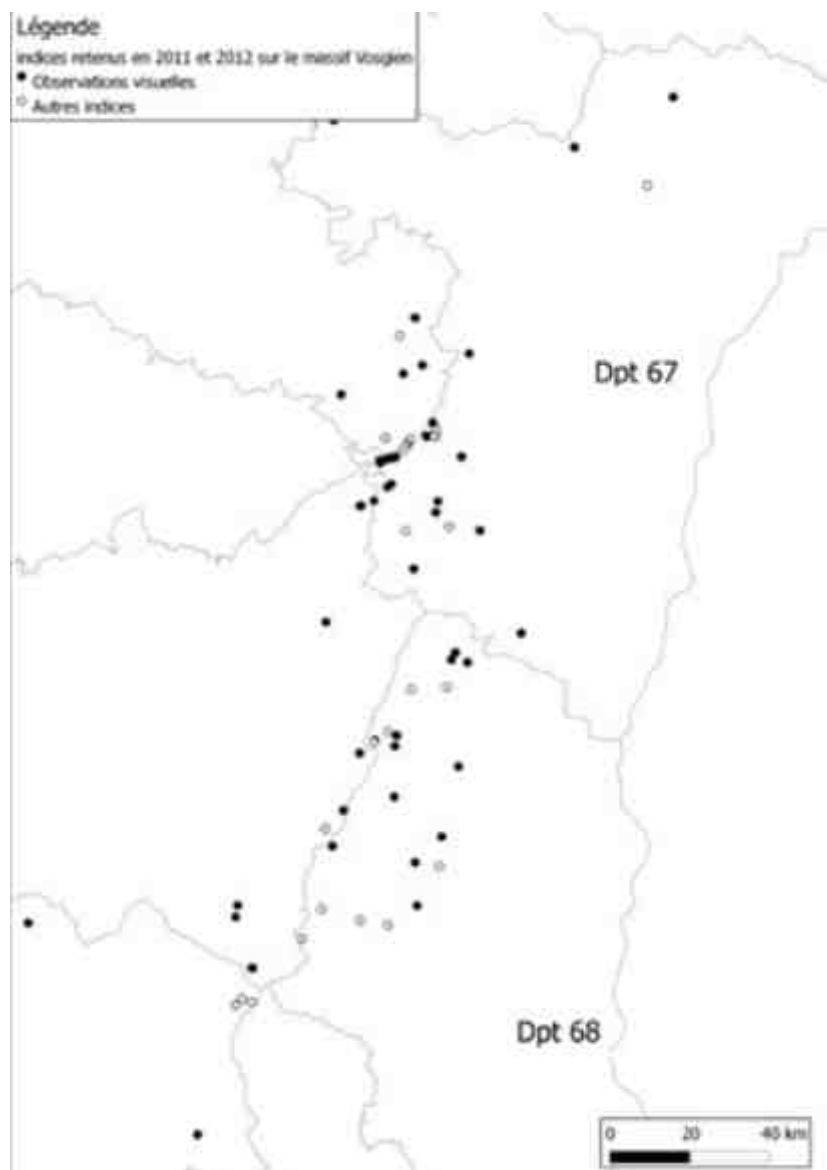 Légende
indices retenus en 2011 et 2012 sur le massif Vosgien
Observations visuelles
Autres indices
Dpt 67
Dpt 68
0 20 40 km